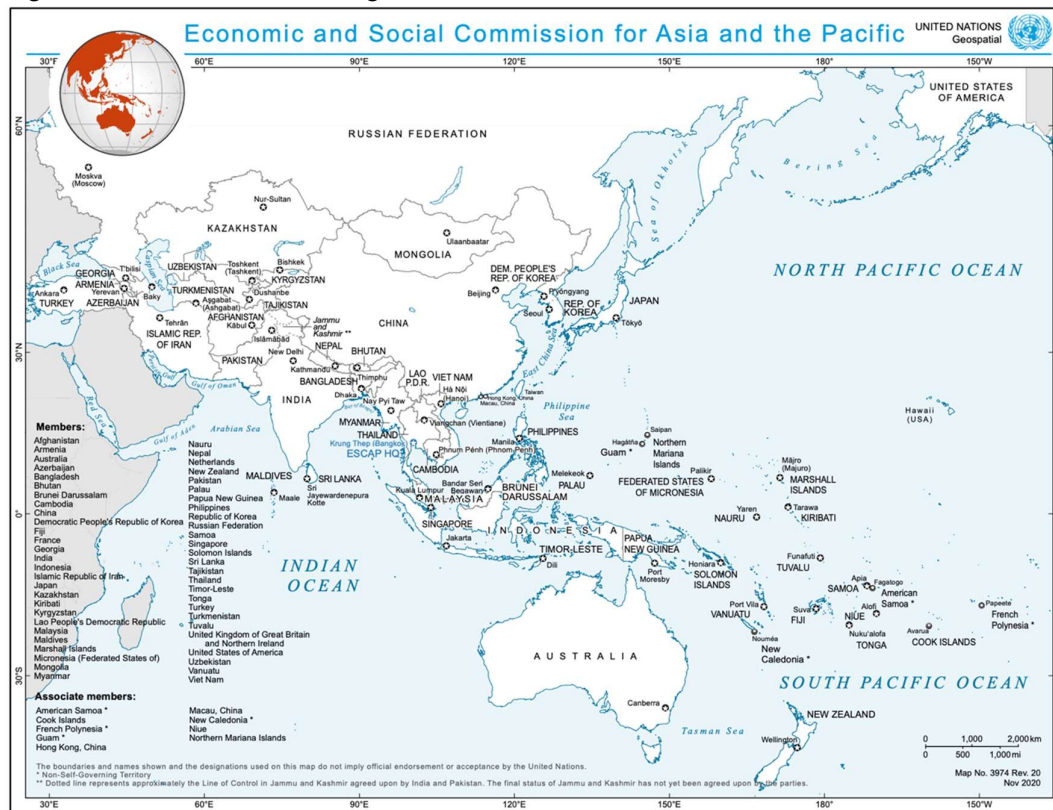 Economic and Social Commission for Asia and the Pacific
UNITED NATIONS
Geospatial
30°E
60°E
90°E
120°E
150°E
180°
150°W
UNITED STATES
OF AMERICA
60°N
RUSSIAN FEDERATION
Sea of Okhotsk
Bering Sea
Moskva
(Moscow)
Nur-Sultan
KAZAKHSTAN
Ulaanbaatar
MONGOLIA
Black Sea
Caspian Sea
GEORGIA
T'bilisi
ARMENIA
Yerevan
Ankara
TURKEY
AZERBAIJAN
Baky
UZBEKISTAN
Toshkent
(Tashkent)
Bishkek
KYRGYZSTAN
TURKMENISTAN
Dushanbe
Aşgabat
(Ashgabat)
TAJIKISTAN
DEM. PEOPLE'S
REP. OF KOREA
Beijing
P'yongyang
Seoul
REP. OF
KOREA
JAPAN
Tōkyō
NORTH PACIFIC OCEAN
Tehrān
ISLAMIC REP.
OF IRAN
AFGHANISTAN
Kābul
Jammu
and
Kashmir **
Islāmābād
CHINA
30°N
PAKISTAN
New Delhi
NEPAL
Kathmandu
BHUTAN
Thimphu
BANGLADESH
Dhaka
INDIA
East China Sea
Persian Gulf
Gulf of Oman
Red Sea
Gulf of Aden
Arabian Sea
LAO
P.D.R.
VIET NAM
Nay Pyi Taw
Hà Nội
(Hanoi)
Taiwan
Hong Kong, China
Macau, China
MYANMAR
Viangchan (Vientiane)
THAILAND
Krung Thep (Bangkok)
ESCAP HQ
Phnum Pénh (Phnom Penh)
CAMBODIA
Philippine
Sea
Manila
PHILIPPINES
Hawaii
(USA)
Saipan
Hagåtña
Guam *
Northern
Mariana
Islands
Melekeok
PALAU
Palikir
FEDERATED STATES
OF MICRONESIA
Mājro
(Majuro)
MARSHALL
ISLANDS
Yaren
NAURU
Tarawa
KIRIBATI
MALDIVES
Maale
SRI LANKA
Sri
Jayewardenepura
Kotte
Kuala Lumpur
MALAYSIA
Bandar Seri
Begawan
BRUNEI
DARUSSALAM
SINGAPORE
INDONESIA
Jakarta
TIMOR-LESTE
Dili
PAPUA
NEW GUINEA
Port
Moresby
Honiara
SOLOMON
ISLANDS
Funafuti
TUVALU
0°
INDIAN
OCEAN
Port Vila
VANUATU
Suva
FIJI
Apia
SAMOA
Fagatogo
American
Samoa *
Alofi
NIUE
Nuku'alofa
TONGA
Avarua
COOK ISLANDS
Papeete
French
Polynesia *
Nouméa
New
Caledonia *
AUSTRALIA
Canberra
30°S
SOUTH PACIFIC OCEAN
Tasman Sea
NEW ZEALAND
Wellington
Members:
Afghanistan
Armenia
Australia
Azerbaijan
Bangladesh
Bhutan
Brunei Darussalam
Cambodia
China
Democratic People's Republic of Korea
Fiji
France
Georgia
India
Indonesia
Islamic Republic of Iran
Japan
Kazakhstan
Kiribati
Kyrgyzstan
Lao People's Democratic Republic
Malaysia
Maldives
Marshall Islands
Micronesia (Federated States of)
Mongolia
Myanmar
Nauru
Nepal
Netherlands
New Zealand
Pakistan
Palau
Papua New Guinea
Philippines
Republic of Korea
Russian Federation
Samoa
Singapore
Solomon Islands
Sri Lanka
Tajikistan
Thailand
Timor-Leste
Tonga
Turkey
Turkmenistan
Tuvalu
United Kingdom of Great Britain
and Northern Ireland
United States of America
Uzbekistan
Vanuatu
Viet Nam
Associate members:
American Samoa *
Cook Islands
French Polynesia *
Guam *
Hong Kong, China
Macau, China
New Caledonia *
Niue
Northern Mariana Islands
0 500 1,000 2,000 km
0 500 1,000 mi
The boundaries and names shown and the designations used on this map do not imply official endorsement or acceptance by the United Nations.
* Non-Self-Governing Territory
** Dotted line represents approximately the Line of Control in Jammu and Kashmir agreed upon by India and Pakistan. The final status of Jammu and Kashmir has not yet been agreed upon by the parties.
Map No. 3974 Rev. 20
Nov 2020
30°E
60°E
90°E
120°E
150°E
180°
150°W